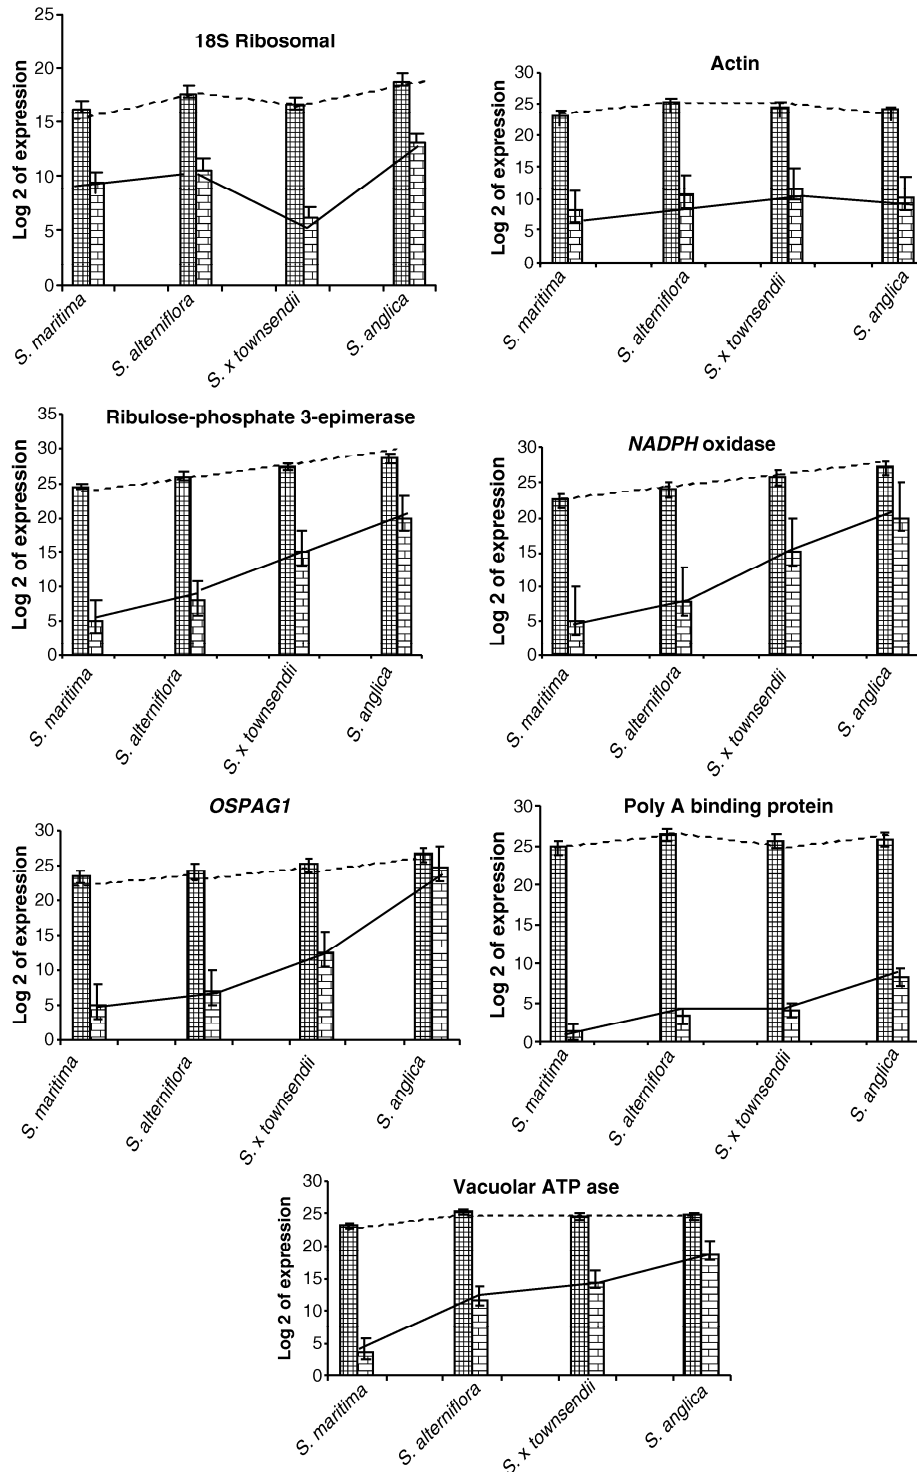 18S Ribosomal
Log 2 of expression
25
20
15
10
5
0
S. maritima
S. alterniflora
S. x townsendii
S. anglica
Actin
Log 2 of expression
30
25
20
15
10
5
0
S. maritima
S. alterniflora
S. x townsendii
S. anglica
Ribulose-phosphate 3-epimerase
Log 2 of expression
35
30
25
20
15
10
5
0
S. maritima
S. alterniflora
S. x townsendii
S. anglica
NADPH oxidase
Log 2 of expression
30
25
20
15
10
5
0
S. maritima
S. alterniflora
S. x townsendii
S. anglica
OSPAG1
Log 2 of expression
30
25
20
15
10
5
0
S. maritima
S. alterniflora
S. x townsendii
S. anglica
Poly A binding protein
Log 2 of expression
30
25
20
15
10
5
0
S. maritima
S. alterniflora
S. x townsendii
S. anglica
Vacuolar ATP ase
Log 2 of expression
30
25
20
15
10
5
0
S. maritima
S. alterniflora
S. x townsendii
S. anglica